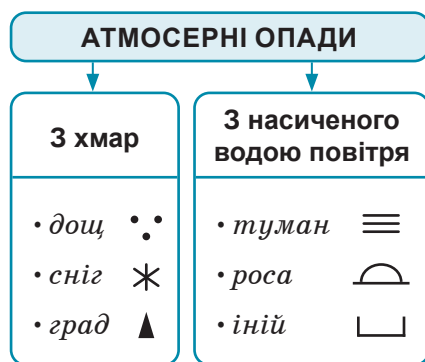 АТМОСЕРНІ ОПАДИ
З хмар
• дощ
• сніг
• град
З насиченого
водою повітря
• туман
• роса
• іній